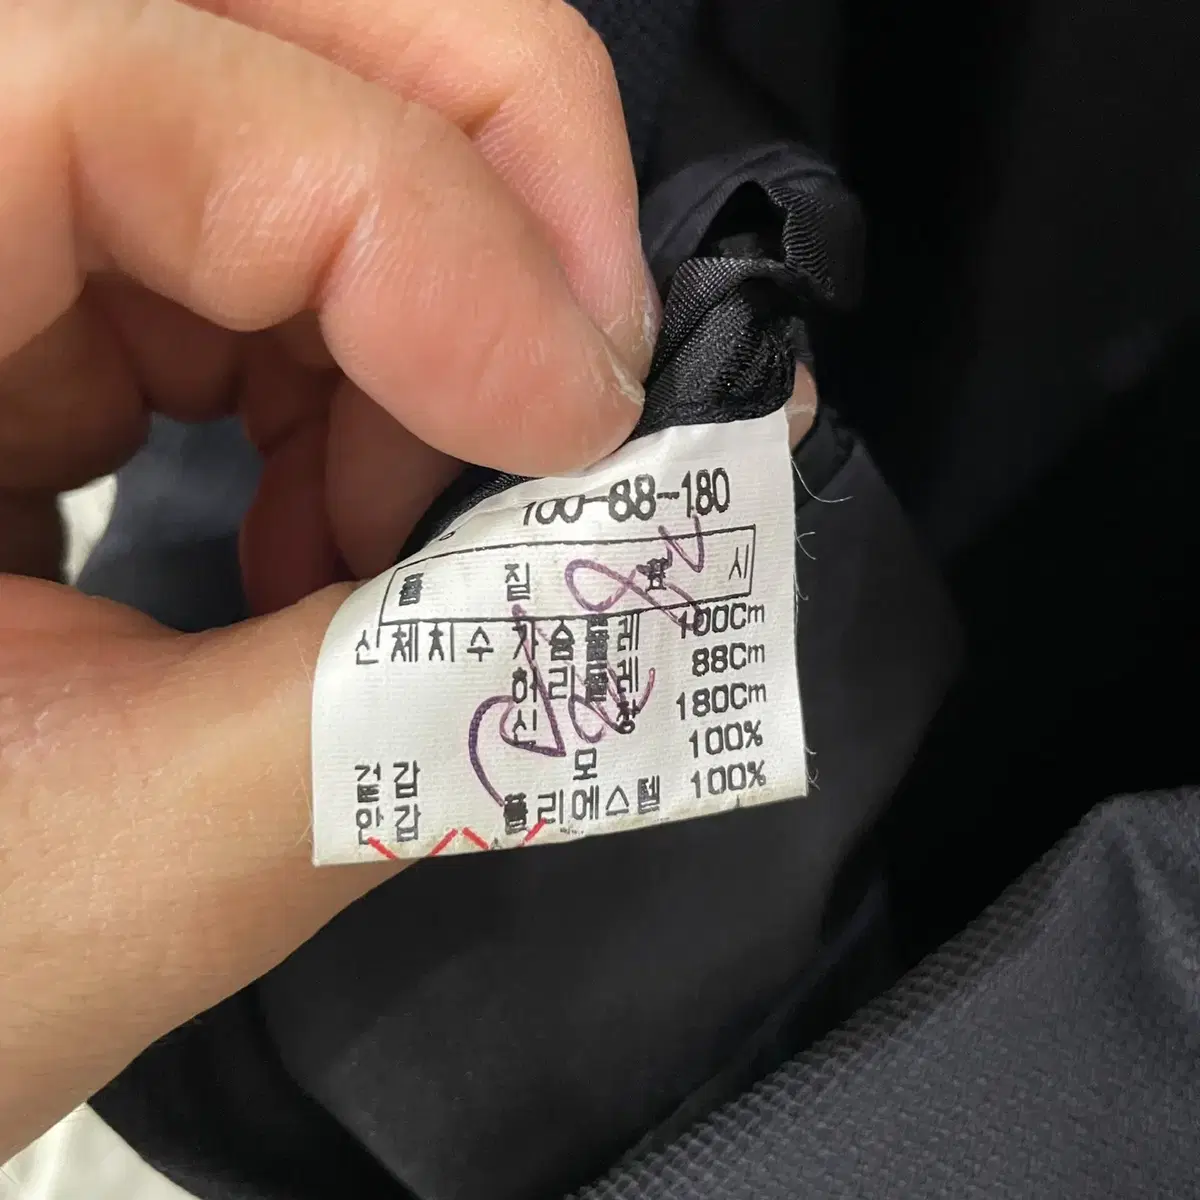 100-88-180
품 질 표 시
신체치수 가슴둘레 100Cm
허리둘레 88Cm
신 장 180Cm
겉감 모 100%
안감 폴리에스텔 100%